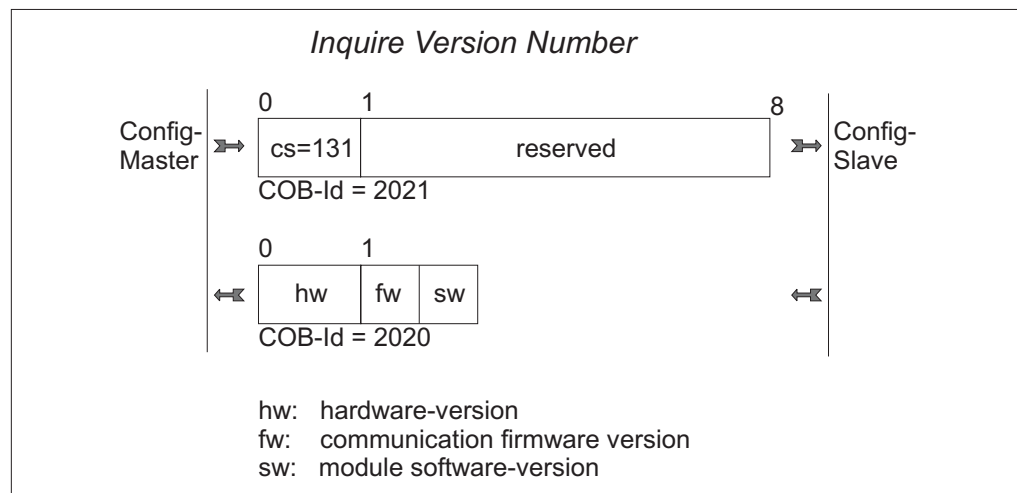 Inquire Version Number
0 1 8
Config-
Master
cs=131 reserved
Config-
Slave
COB-Id = 2021
0 1
hw fw sw
COB-Id = 2020
hw: hardware-version
fw: communication firmware version
sw: module software-version